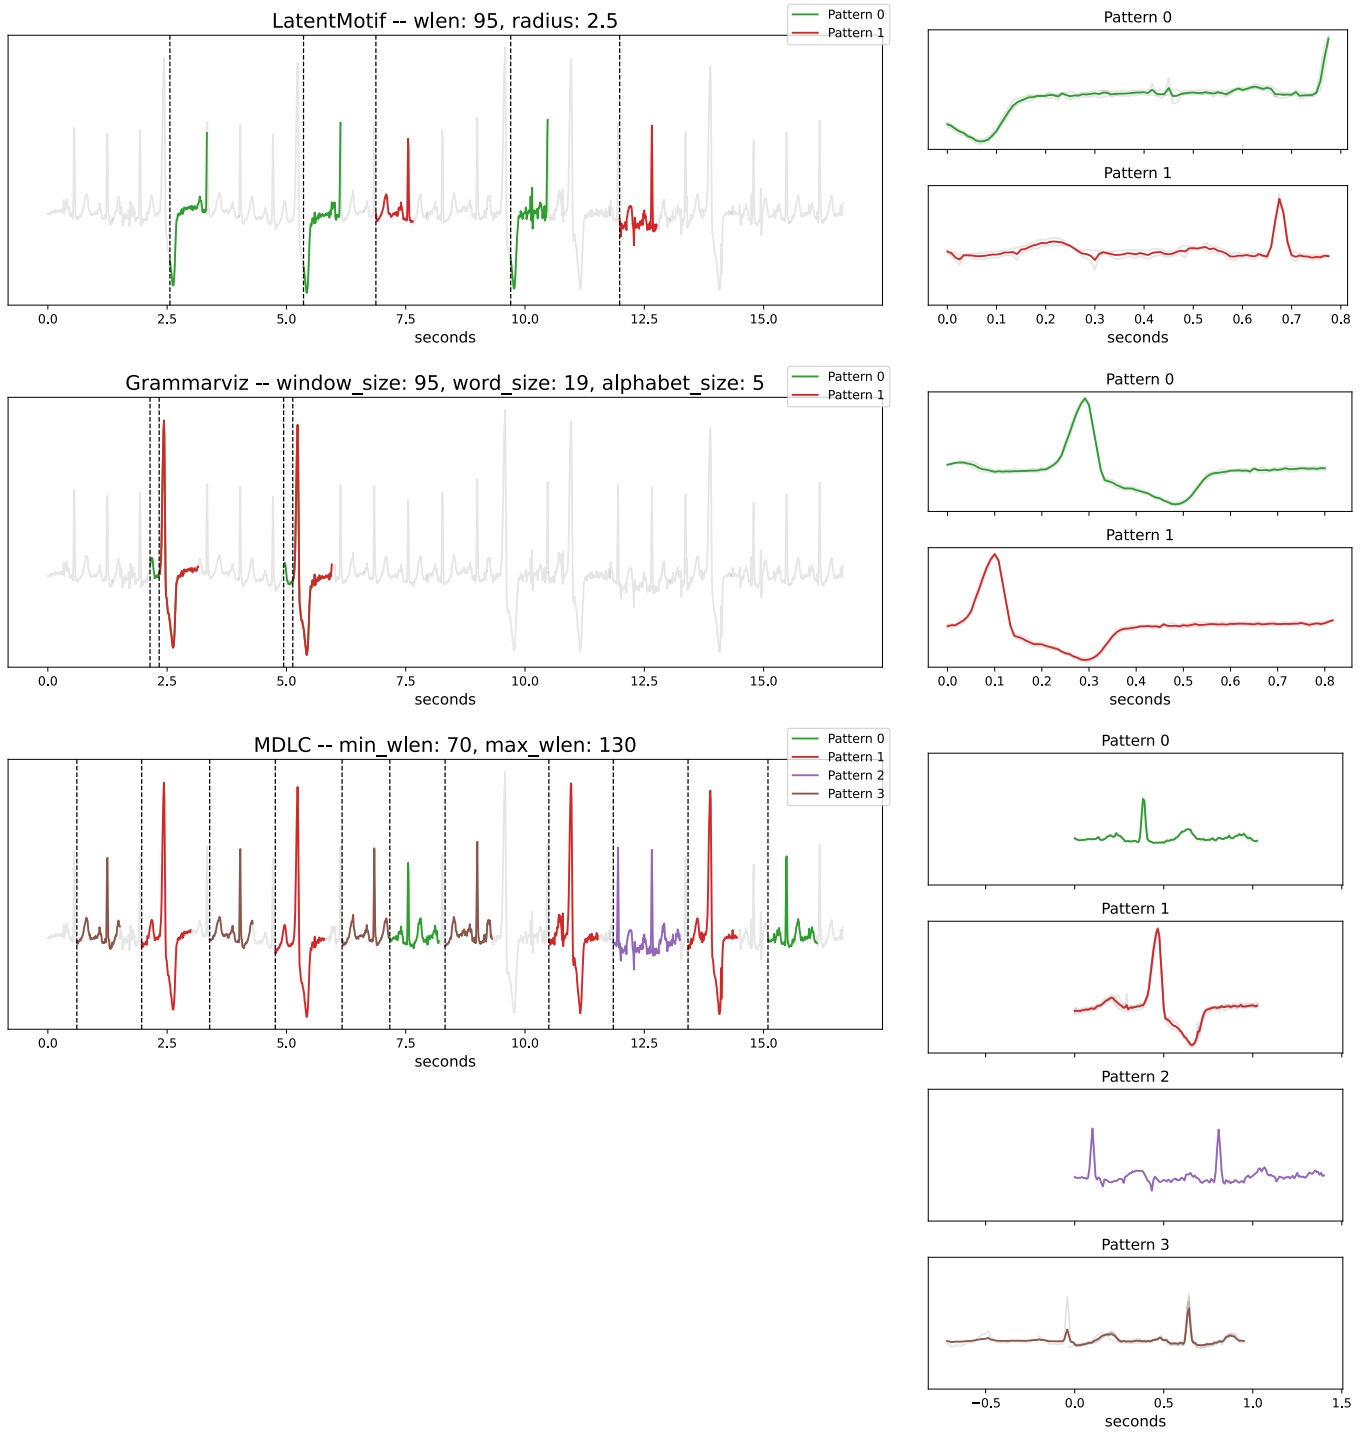 LatentMotif -- wlen: 95, radius: 2.5
Pattern 0
Pattern 1
0.0 2.5 5.0 7.5 10.0 12.5 15.0
seconds
Pattern 0
Pattern 1
0.0 0.1 0.2 0.3 0.4 0.5 0.6 0.7 0.8
seconds
Grammarviz -- window_size: 95, word_size: 19, alphabet_size: 5
Pattern 0
Pattern 1
0.0 2.5 5.0 7.5 10.0 12.5 15.0
seconds
Pattern 0
Pattern 1
0.0 0.1 0.2 0.3 0.4 0.5 0.6 0.7 0.8
seconds
MDLC -- min_wlen: 70, max_wlen: 130
Pattern 0
Pattern 1
Pattern 2
Pattern 3
0.0 2.5 5.0 7.5 10.0 12.5 15.0
seconds
Pattern 0
Pattern 1
Pattern 2
Pattern 3
−0.5 0.0 0.5 1.0 1.5
seconds